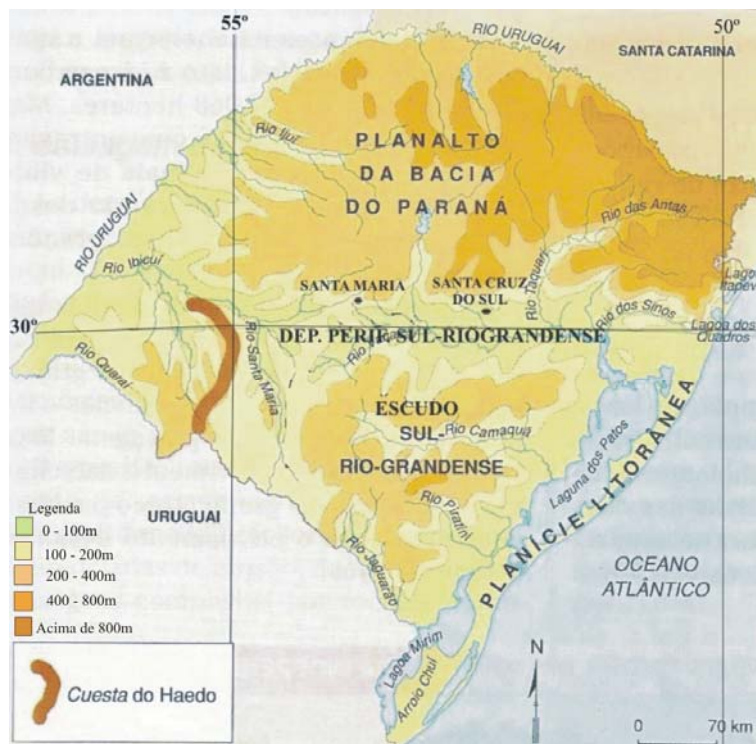 55º
50º
RIO URUGUAI
SANTA CATARINA
ARGENTINA
Rio Ijuí
PLANALTO
DA BACIA
DO PARANÁ
Rio das Antas
RIO URUGUAI
Rio Ibicuí
SANTA MARIA
SANTA CRUZ
DO SUL
Rio Taquari
Lagoa
Rio dos Sinos
30º
Lagoa dos
Quadros
DEP. PERIF. SUL-RIOGRANDENSE
Rio
Rio Quaraí
Rio Santa Maria
ESCUDO
SUL-
RIO-GRANDENSE
Rio Camaquã
Laguna dos Patos
PLANÍCIE LITORÂNEA
Rio Piratini
URUGUAI
Rio Jaguarão
OCEANO
ATLÂNTICO
Lagoa Mirim
Arroio Chuí
Legenda
0 - 100m
100 - 200m
200 - 400m
400 - 800m
Acima de 800m
Cuesta do Haedo
N
0 70 km